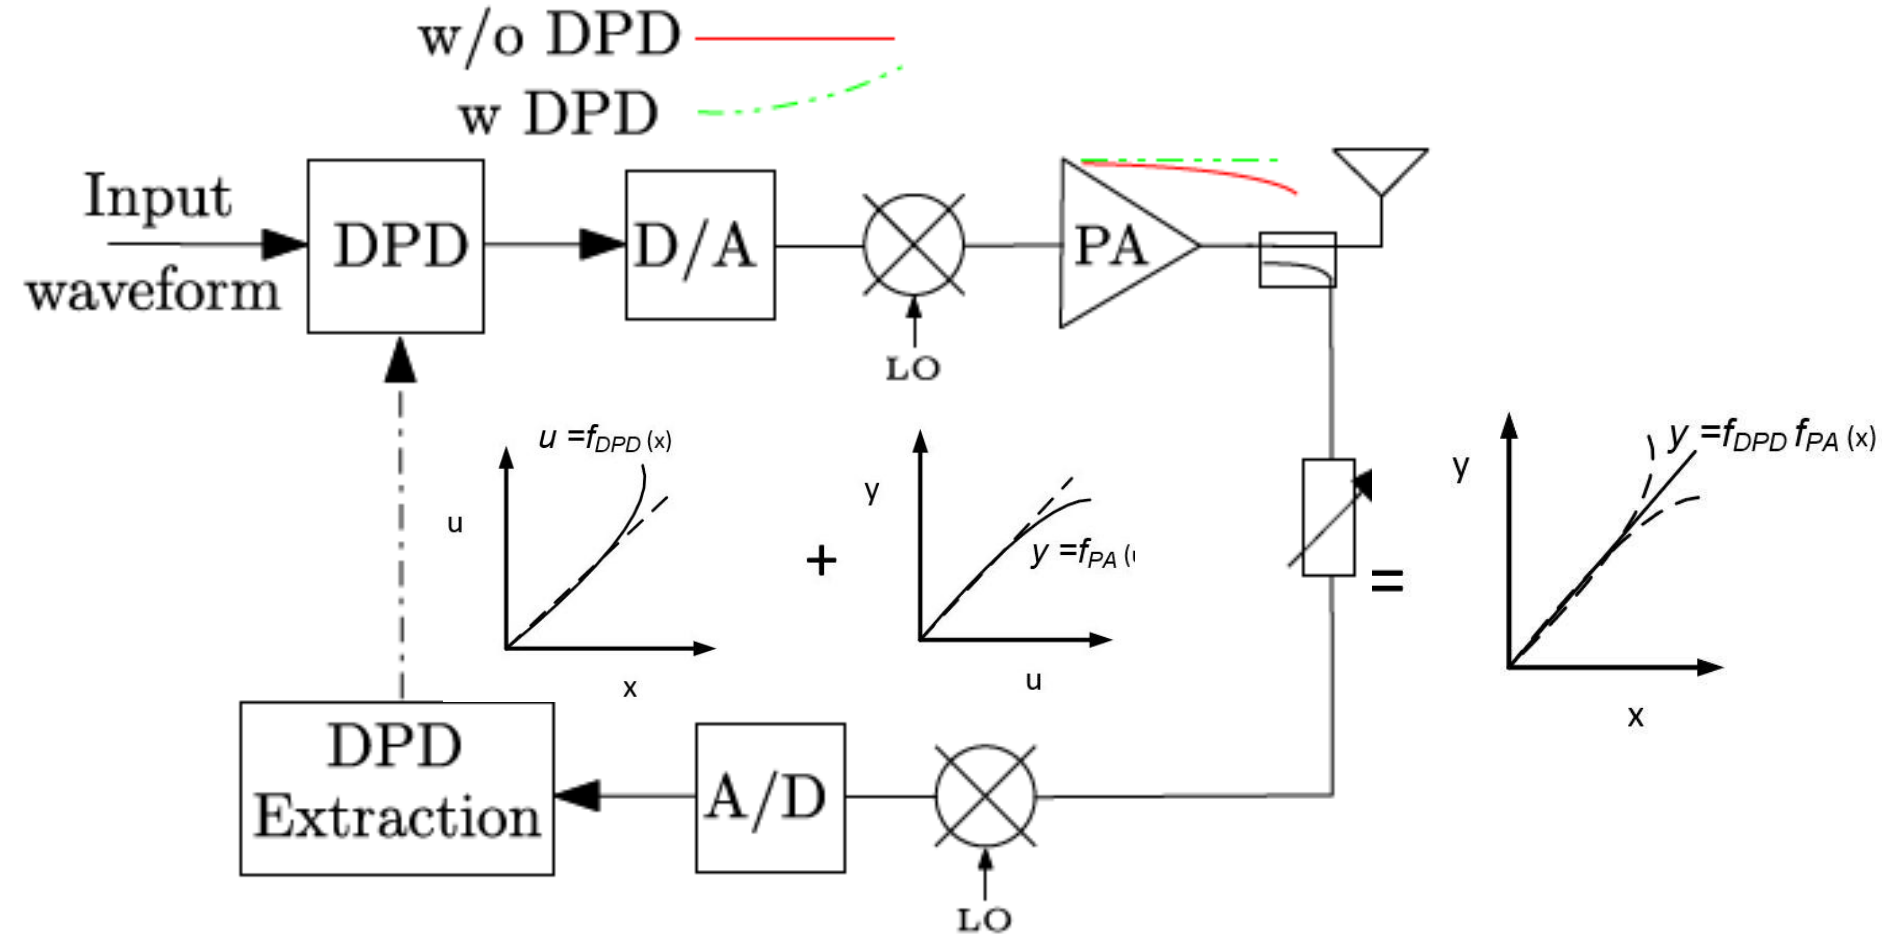 w/o DPD
w DPD
Input
waveform
DPD
D/A
LO
PA
u =fDPD (x)
u
x
+
y
y =fPA (
u
=
y
y =fDPD fPA (x)
x
DPD
Extraction
A/D
LO